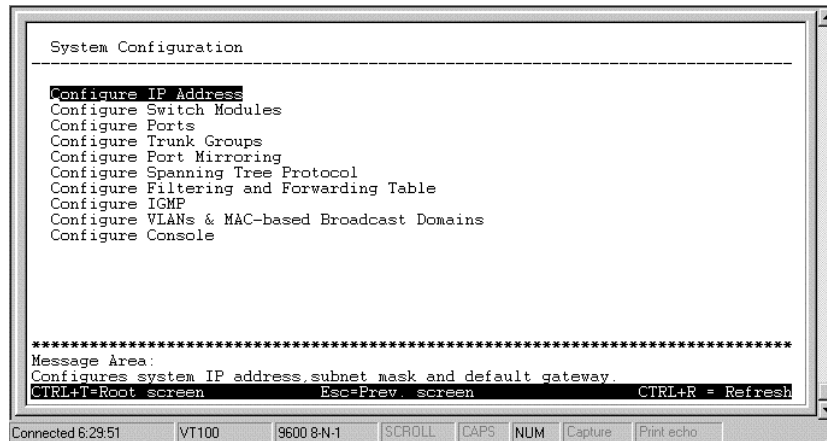 System Configuration
Configure IP Address
Configure Switch Modules
Configure Ports
Configure Trunk Groups
Configure Port Mirroring
Configure Spanning Tree Protocol
Configure Filtering and Forwarding Table
Configure IGMP
Configure VLANs & MAC-based Broadcast Domains
Configure Console
*******************************************************************************
Message Area:
Configures system IP address,subnet mask and default gateway.
CTRL+T=Root screen Esc=Prev. screen CTRL+R = Refresh
Connected 6:29:51 VT100 9600 8-N-1 SCROLL CAPS NUM Capture Print echo